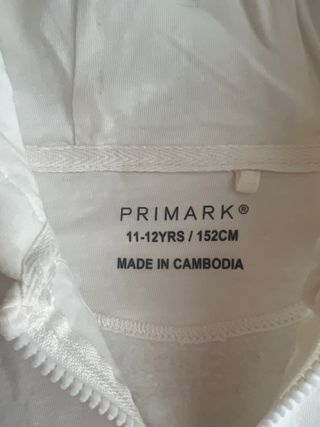 PRIMARK®
11-12YRS / 152CM
MADE IN CAMBODIA